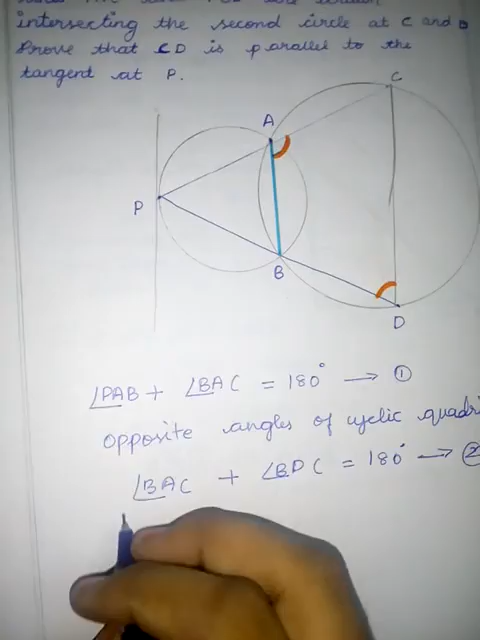 intersecting the second circle at C and D
Prove that CD is parallel to the
tangent at P.
C
A
P
B
D
∠PAB + ∠BAC = 180° → ①
opposite angles of cyclic quadri
∠BAC + ∠BDC = 180° → ②